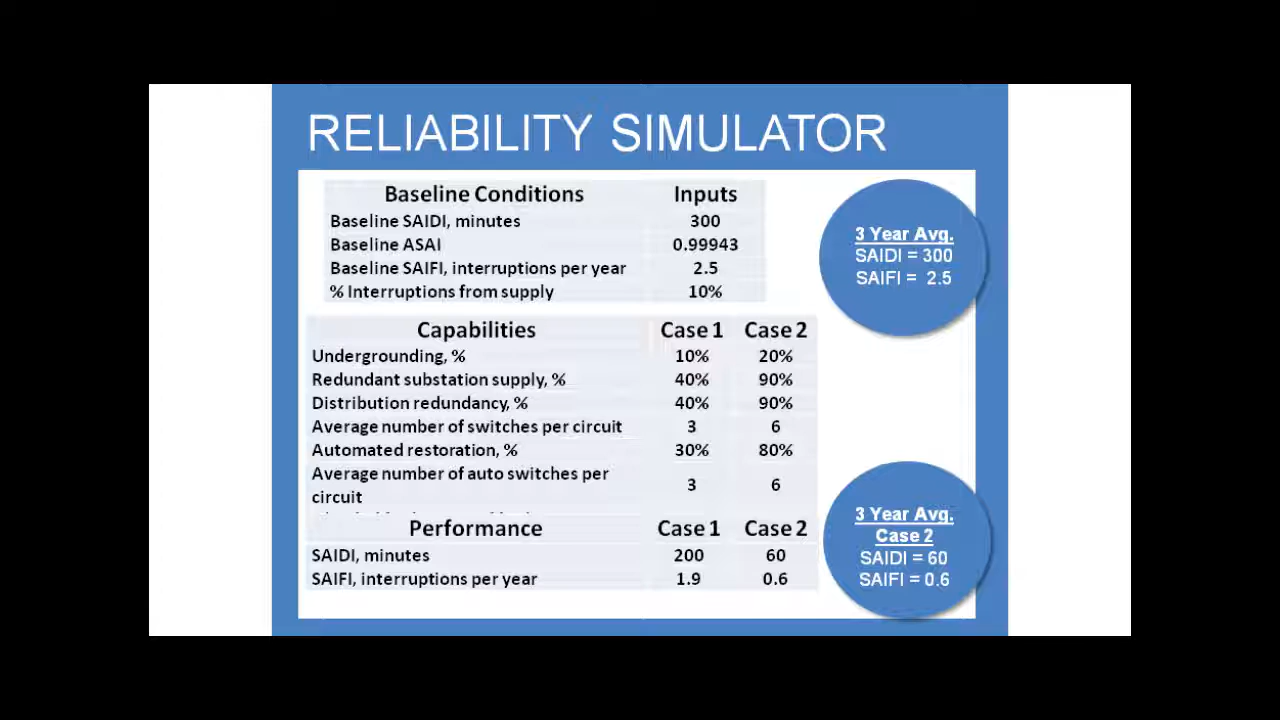 RELIABILITY SIMULATOR
Baseline Conditions Inputs
Baseline SAIDI, minutes 300
Baseline ASAI 0.99943
Baseline SAIFI, interruptions per year 2.5
% Interruptions from supply 10%
3 Year Avg.
SAIDI = 300
SAIFI = 2.5
Capabilities Case 1 Case 2
Undergrounding, % 10% 20%
Redundant substation supply, % 40% 90%
Distribution redundancy, % 40% 90%
Average number of switches per circuit 3 6
Automated restoration, % 30% 80%
Average number of auto switches per
circuit 3 6
Performance Case 1 Case 2
SAIDI, minutes 200 60
SAIFI, interruptions per year 1.9 0.6
3 Year Avg.
Case 2
SAIDI = 60
SAIFI = 0.6